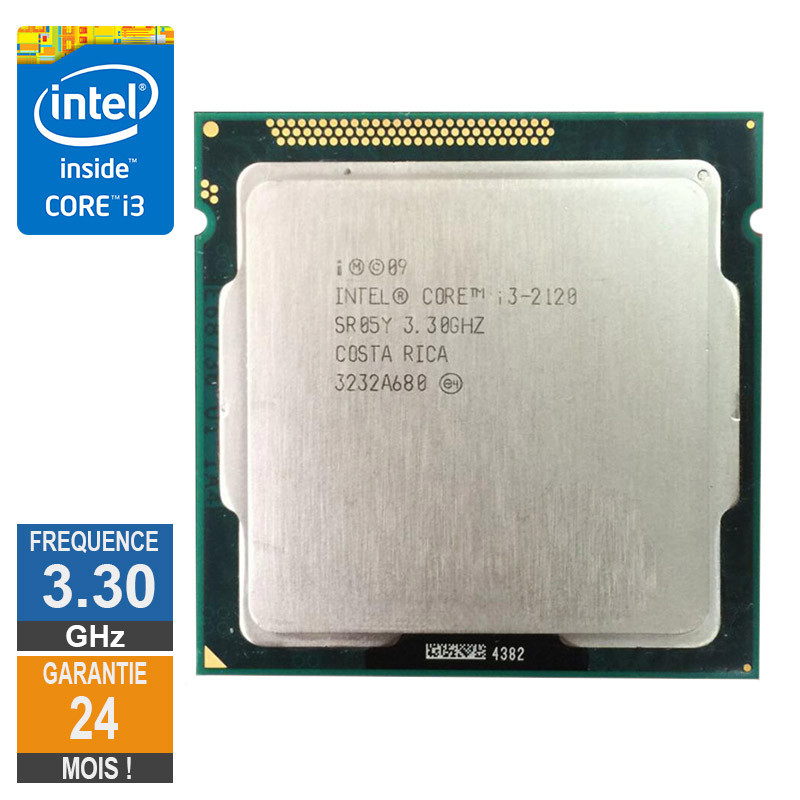 intel®
inside™
CORE™ i3
i Ⓜ ©09
INTEL® CORE™ i3-2120
SR05Y 3.30GHZ
COSTA RICA
3232A680 e4
4382
FREQUENCE
3.30
GHz
GARANTIE
24
MOIS !